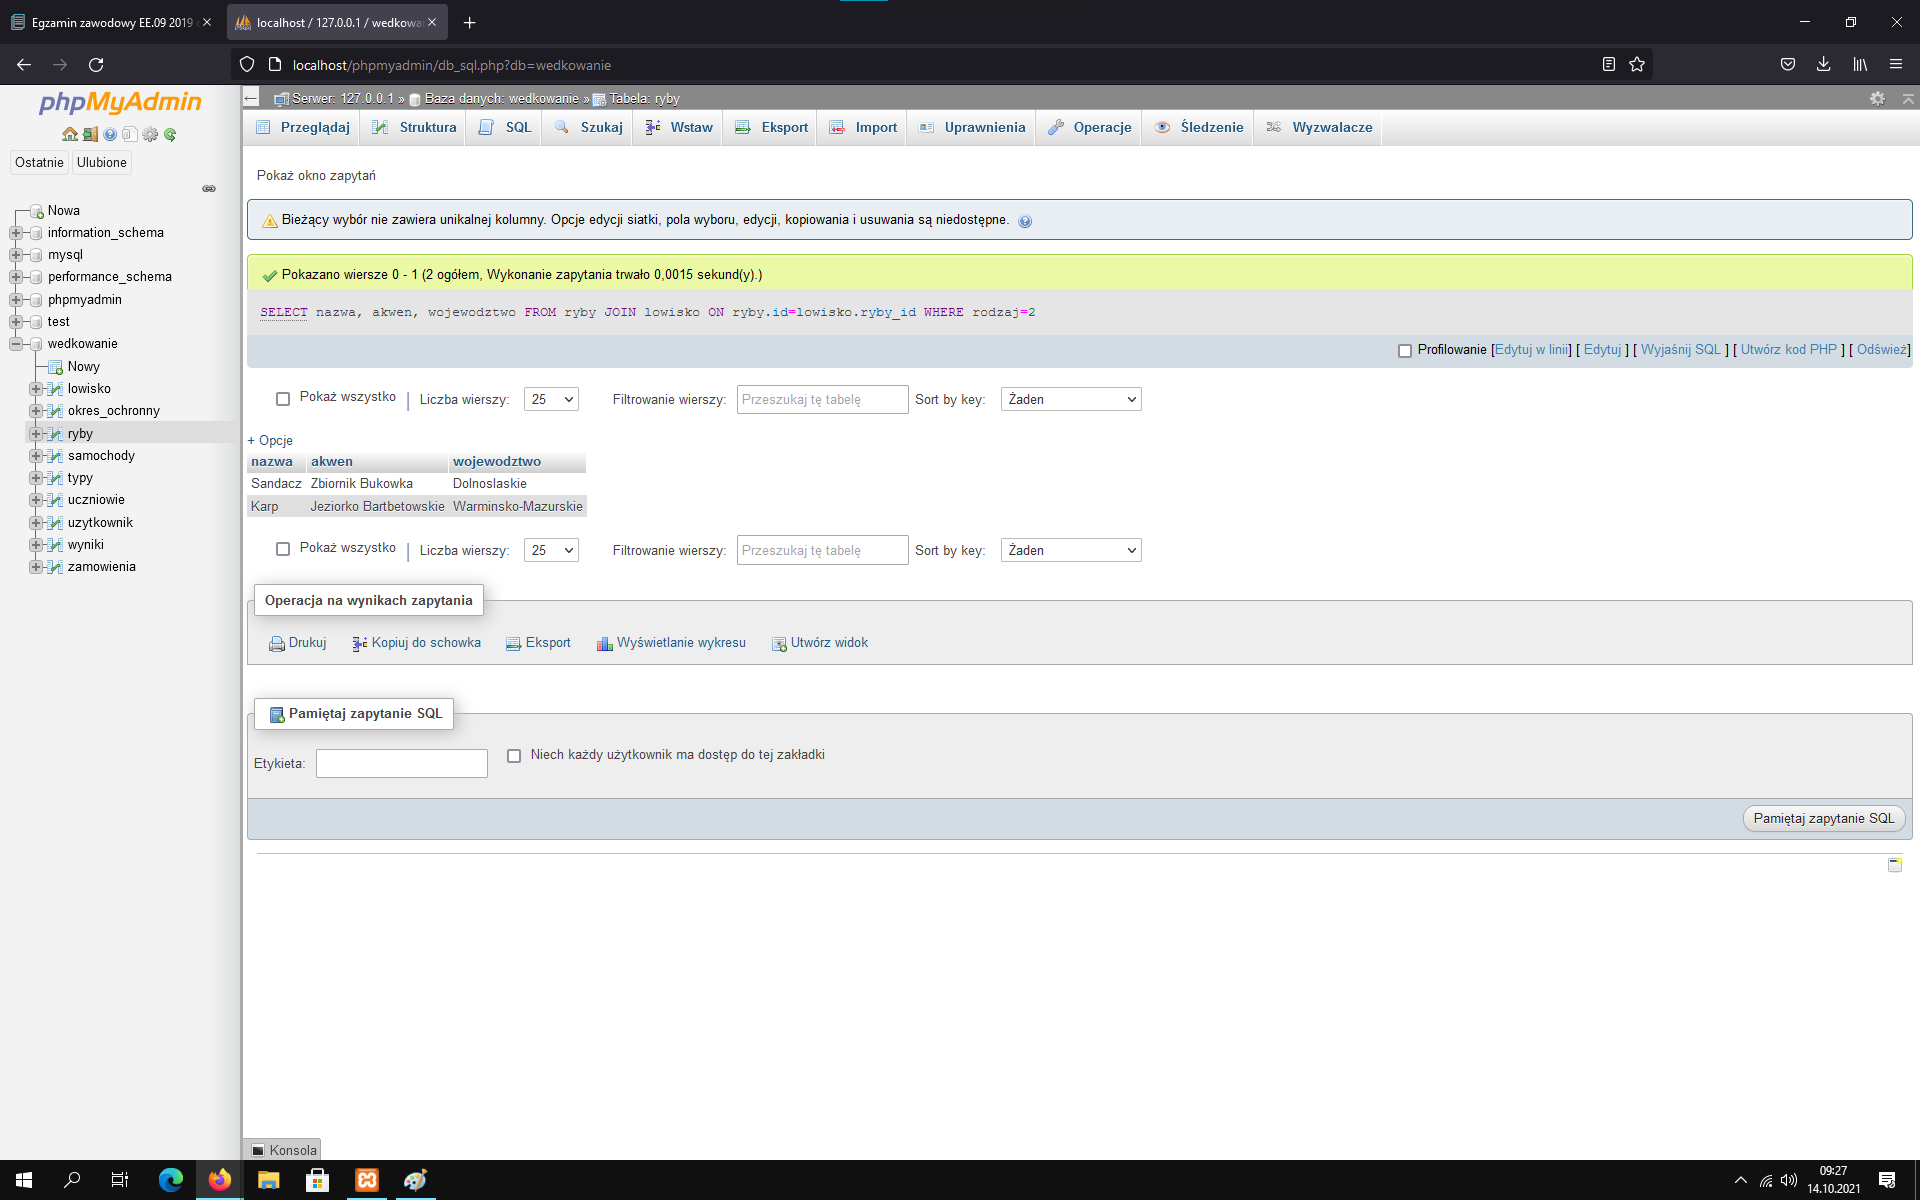 Egzamin zawodowy EE.09 2019
localhost / 127.0.0.1 / wedkowa
localhost/phpmyadmin/db_sql.php?db=wedkowanie
phpMyAdmin
Ostatnie
Ulubione
Nowa
information_schema
mysql
performance_schema
phpmyadmin
test
wedkowanie
Nowy
lowisko
okres_ochronny
ryby
samochody
typy
uczniowie
uzytkownik
wyniki
zamowienia
Serwer: 127.0.0.1 » Baza danych: wedkowanie » Tabela: ryby
Przeglądaj
Struktura
SQL
Szukaj
Wstaw
Eksport
Import
Uprawnienia
Operacje
Śledzenie
Wyzwalacze
Pokaż okno zapytań
Bieżący wybór nie zawiera unikalnej kolumny. Opcje edycji siatki, pola wyboru, edycji, kopiowania i usuwania są niedostępne.
Pokazano wiersze 0 - 1 (2 ogółem, Wykonanie zapytania trwało 0,0015 sekund(y).)
SELECT nazwa, akwen, wojewodztwo FROM ryby JOIN lowisko ON ryby.id=lowisko.ryby_id WHERE rodzaj=2
Profilowanie [Edytuj w linii] [ Edytuj ] [ Wyjaśnij SQL ] [ Utwórz kod PHP ] [ Odśwież]
Pokaż wszystko | Liczba wierszy: 25 Filtrowanie wierszy: Przeszukaj tę tabelę Sort by key: Żaden
+ Opcje
nazwa akwen wojewodztwo
Sandacz Zbiornik Bukowka Dolnoslaskie
Karp Jeziorko Bartbetowskie Warminsko-Mazurskie
Pokaż wszystko | Liczba wierszy: 25 Filtrowanie wierszy: Przeszukaj tę tabelę Sort by key: Żaden
Operacja na wynikach zapytania
Drukuj Kopiuj do schowka Eksport Wyświetlanie wykresu Utwórz widok
Pamiętaj zapytanie SQL
Etykieta: Niech każdy użytkownik ma dostęp do tej zakładki
Pamiętaj zapytanie SQL
Konsola
09:27
14.10.2021